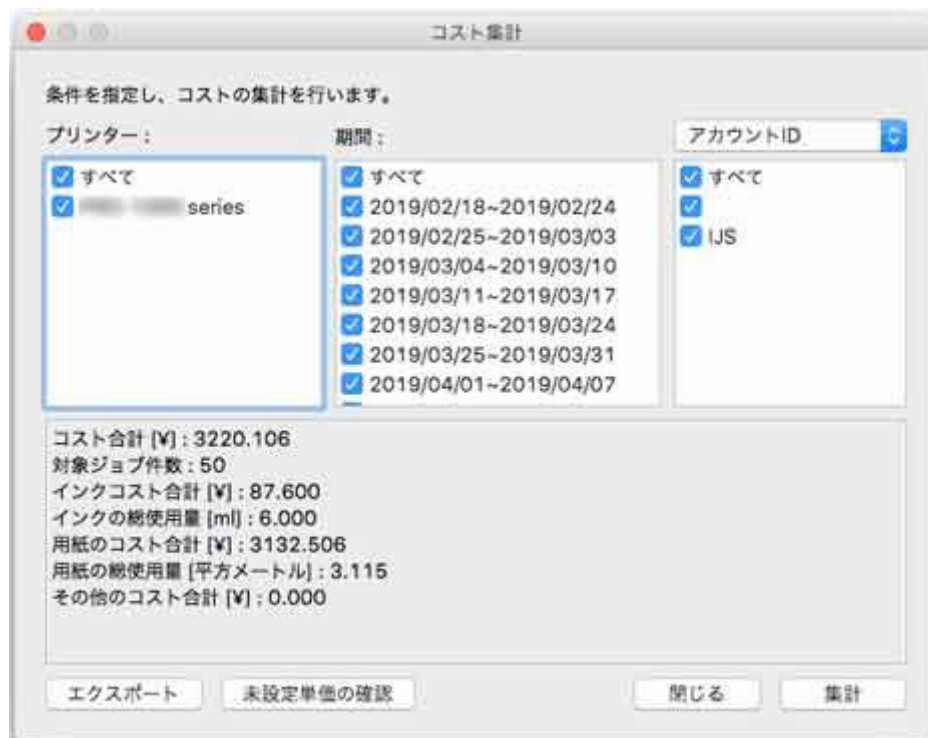 コスト集計
条件を指定し、コストの集計を行います。
プリンター：
すべて
series
期間：
すべて
2019/02/18~2019/02/24
2019/02/25~2019/03/03
2019/03/04~2019/03/10
2019/03/11~2019/03/17
2019/03/18~2019/03/24
2019/03/25~2019/03/31
2019/04/01~2019/04/07
アカウントID
すべて
IJS
コスト合計 [¥] : 3220.106
対象ジョブ件数 : 50
インクコスト合計 [¥] : 87.600
インクの総使用量 [ml] : 6.000
用紙のコスト合計 [¥] : 3132.506
用紙の総使用量 [平方メートル] : 3.115
その他のコスト合計 [¥] : 0.000
エクスポート
未設定単価の確認
閉じる
集計